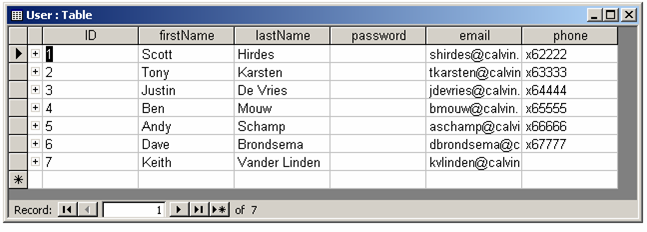 User : Table
ID firstName lastName password email phone
1 Scott Hirdes shirdes@calvin. x62222
2 Tony Karsten tkarsten@calvin x63333
3 Justin De Vries jdevries@calvin. x64444
4 Ben Mouw bmouw@calvin. x65555
5 Andy Schamp aschamp@calvi x66666
6 Dave Brondsema dbrondsema@c x67777
7 Keith Vander Linden kvlinden@calvin
Record: 1 of 7